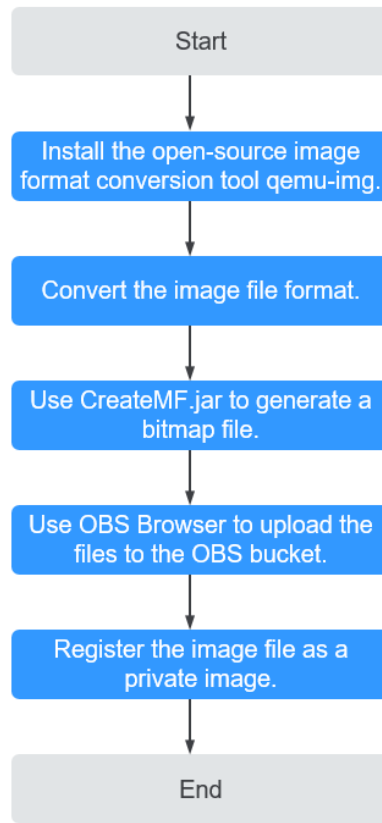 Start
Install the open-source image
format conversion tool qemu-img.
Convert the image file format.
Use CreateMF.jar to generate a
bitmap file.
Use OBS Browser to upload the
files to the OBS bucket.
Register the image file as a
private image.
End